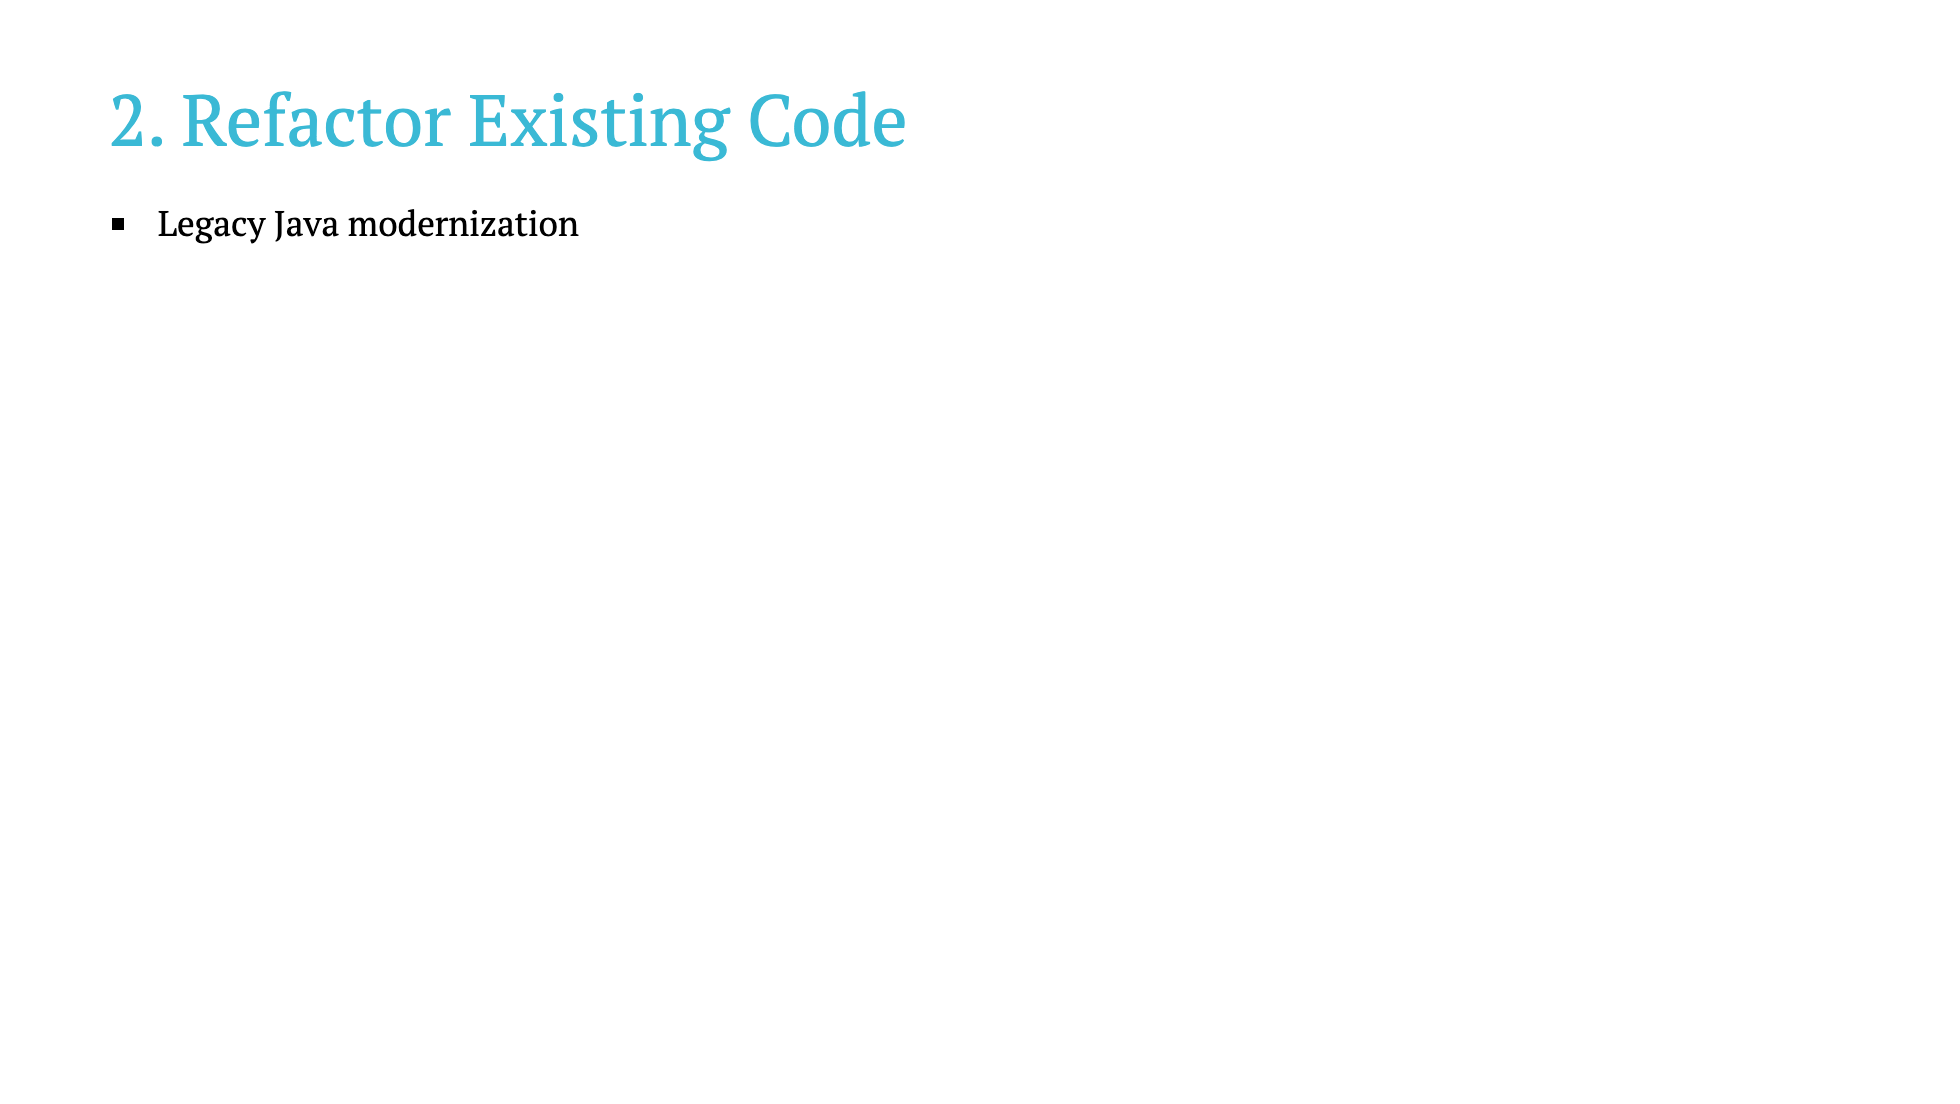 2. Refactor Existing Code
▪ Legacy Java modernization